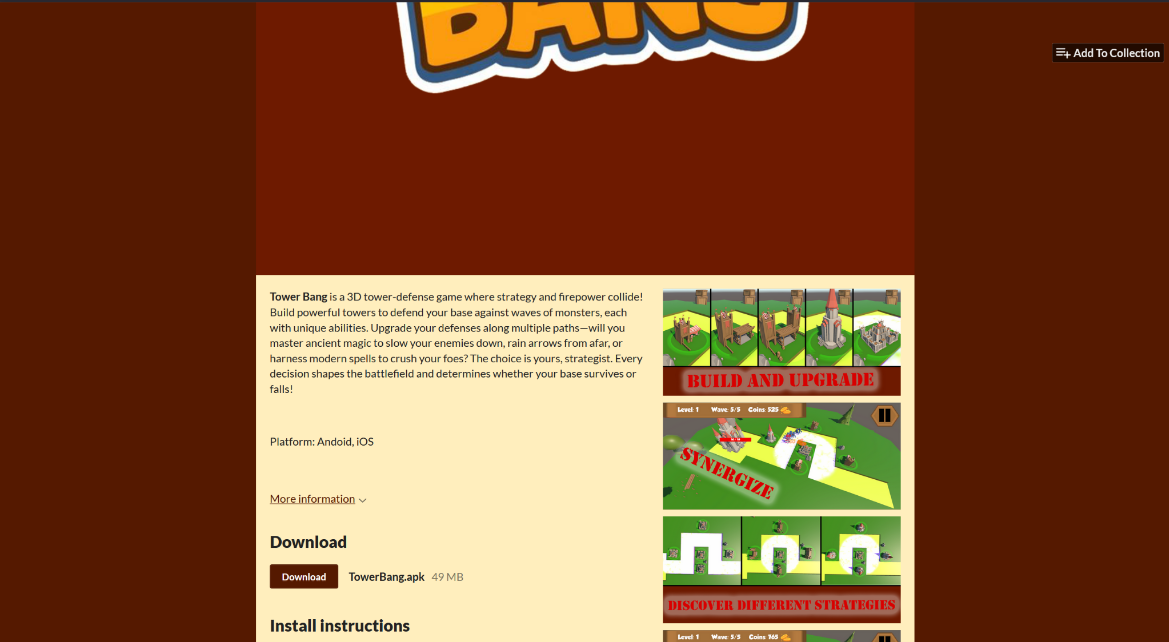 BANG
Add To Collection
Tower Bang is a 3D tower-defense game where strategy and firepower collide!
Build powerful towers to defend your base against waves of monsters, each
with unique abilities. Upgrade your defenses along multiple paths—will you
master ancient magic to slow your enemies down, rain arrows from afar, or
harness modern spells to crush your foes? The choice is yours, strategist. Every
decision shapes the battlefield and determines whether your base survives or
falls!
Platform: Andoid, iOS
More information
Download
Download TowerBang.apk 49 MB
Install instructions
BUILD AND UPGRADE
Level 1 Wave 5/5 Coins 525
SYNERGIZE
DISCOVER DIFFERENT STRATEGIES
Level 1 Wave 5/5 Coins 765